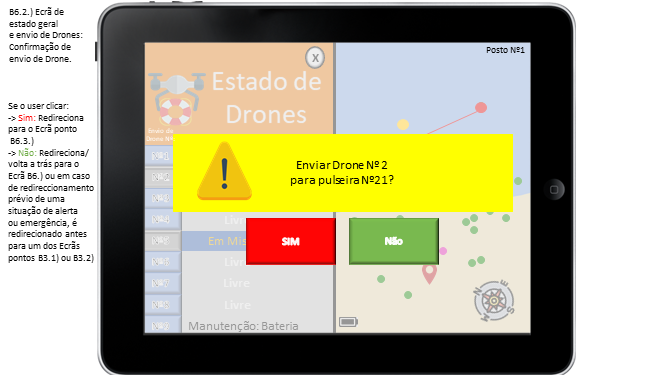 B6.2.) Ecrã de
estado geral
e envio de Drones:
Confirmação de
envio de Drone.
Se o user clicar:
-> Sim: Redireciona
para o Ecrã ponto
B6.3.)
-> Não: Redireciona/
volta a trás para o
Ecrã B6.) ou em caso
de redireccionamento
prévio de uma
situação de alerta
ou emergência, é
redirecionado antes
para um dos Ecrãs
pontos B3.1) ou B3.2)
X
Posto Nº1
Estado de
Drones
Envio de
Enviar Drone Nº 2
para pulseira Nº21?
Livre
SIM
Não
Em Mis
Livre
Livre
Livre
Manutenção: Bateria
N
E
S